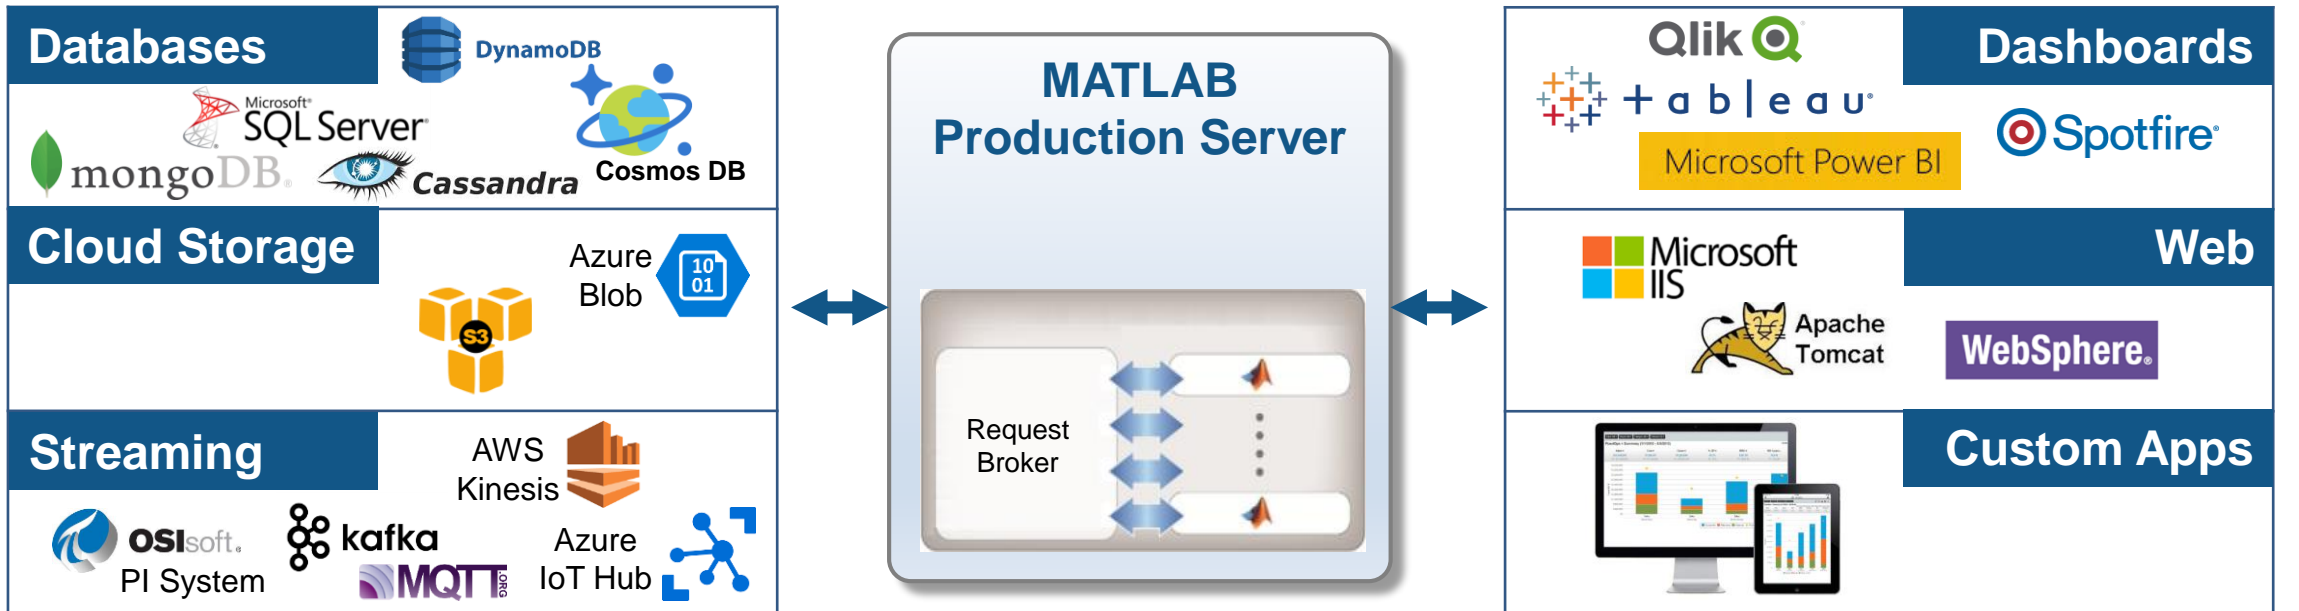 Databases
DynamoDB
Microsoft®
SQL Server®
mongoDB®
Cassandra
Cosmos DB
Cloud Storage
Azure
Blob
10
01
S3
Streaming
AWS
Kinesis
OSIsoft®
PI System
kafka
MQTT.ORG
Azure
IoT Hub
MATLAB
Production Server
Request
Broker
Qlik
Dashboards
tableau®
Spotfire®
Microsoft Power BI
Web
Microsoft
IIS
Apache
Tomcat
WebSphere®
Custom Apps